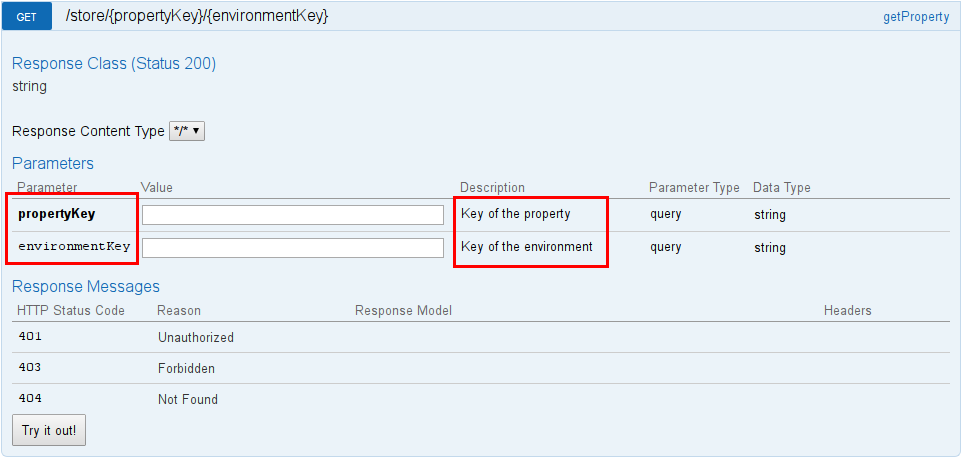 GET /store/{propertyKey}/{environmentKey} getProperty
Response Class (Status 200)
string
Response Content Type */* ▼
Parameters
Parameter Value Description Parameter Type Data Type
propertyKey Key of the property query string
environmentKey Key of the environment query string
Response Messages
HTTP Status Code Reason Response Model Headers
401 Unauthorized
403 Forbidden
404 Not Found
Try it out!